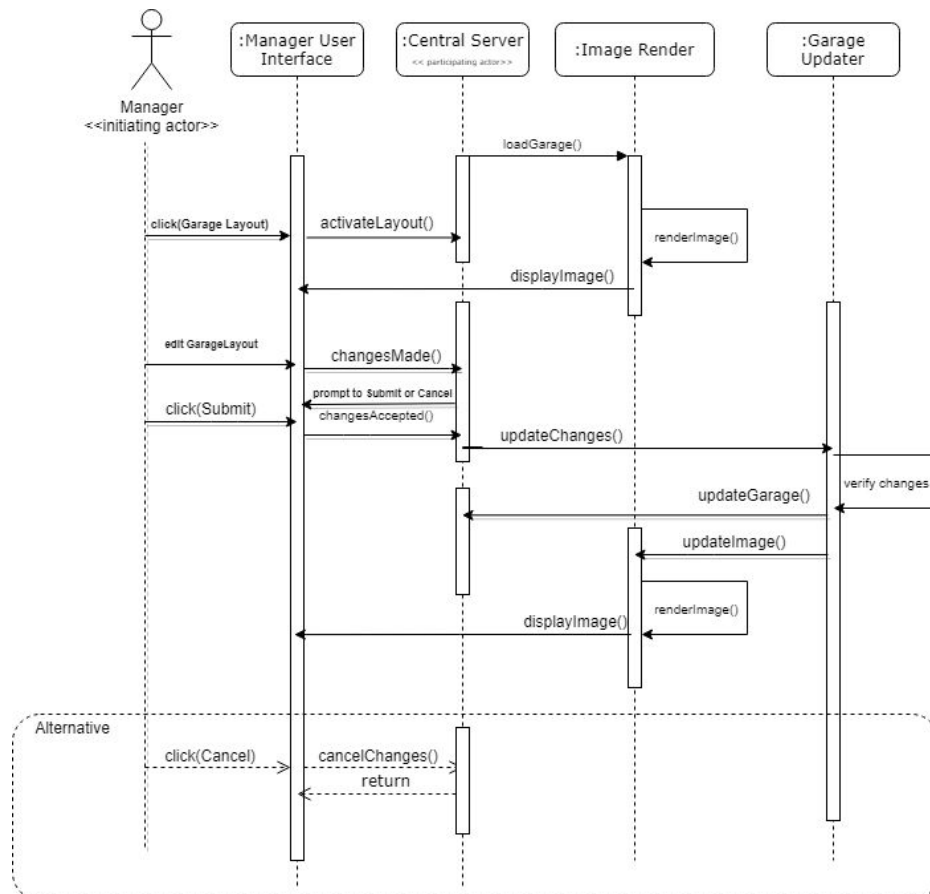 :Manager User
Interface
:Central Server
<< participating actor>>
:Image Render
:Garage
Updater
Manager
<<initiating actor>>
loadGarage()
click(Garage Layout)
activateLayout()
renderImage()
displayImage()
edit GarageLayout
changesMade()
prompt to Submit or Cancel
click(Submit)
changesAccepted()
updateChanges()
verify changes
updateGarage()
updateImage()
renderImage()
displayImage()
Alternative
click(Cancel)
cancelChanges()
return